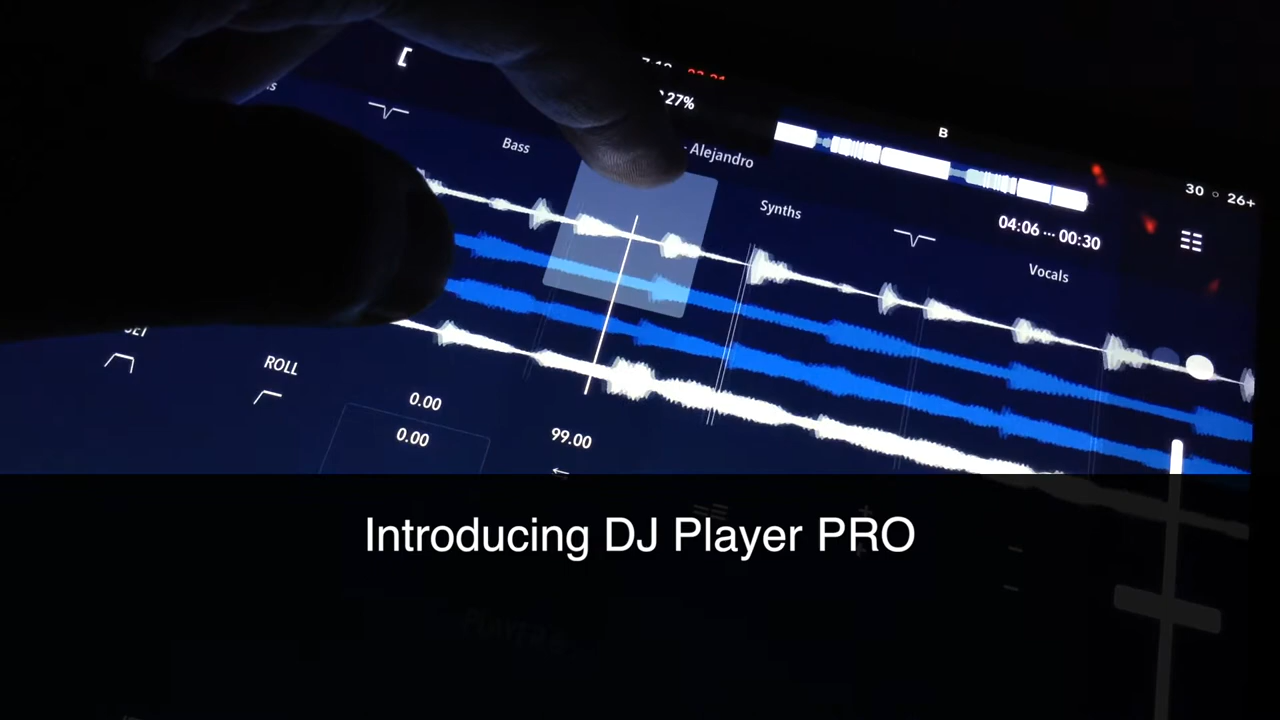 [
27%
B
Bass
- Alejandro
30 ○ 26+
Synths
04:06 ··· 00:30
Vocals
ROLL
0.00
0.00
99.00
Introducing DJ Player PRO